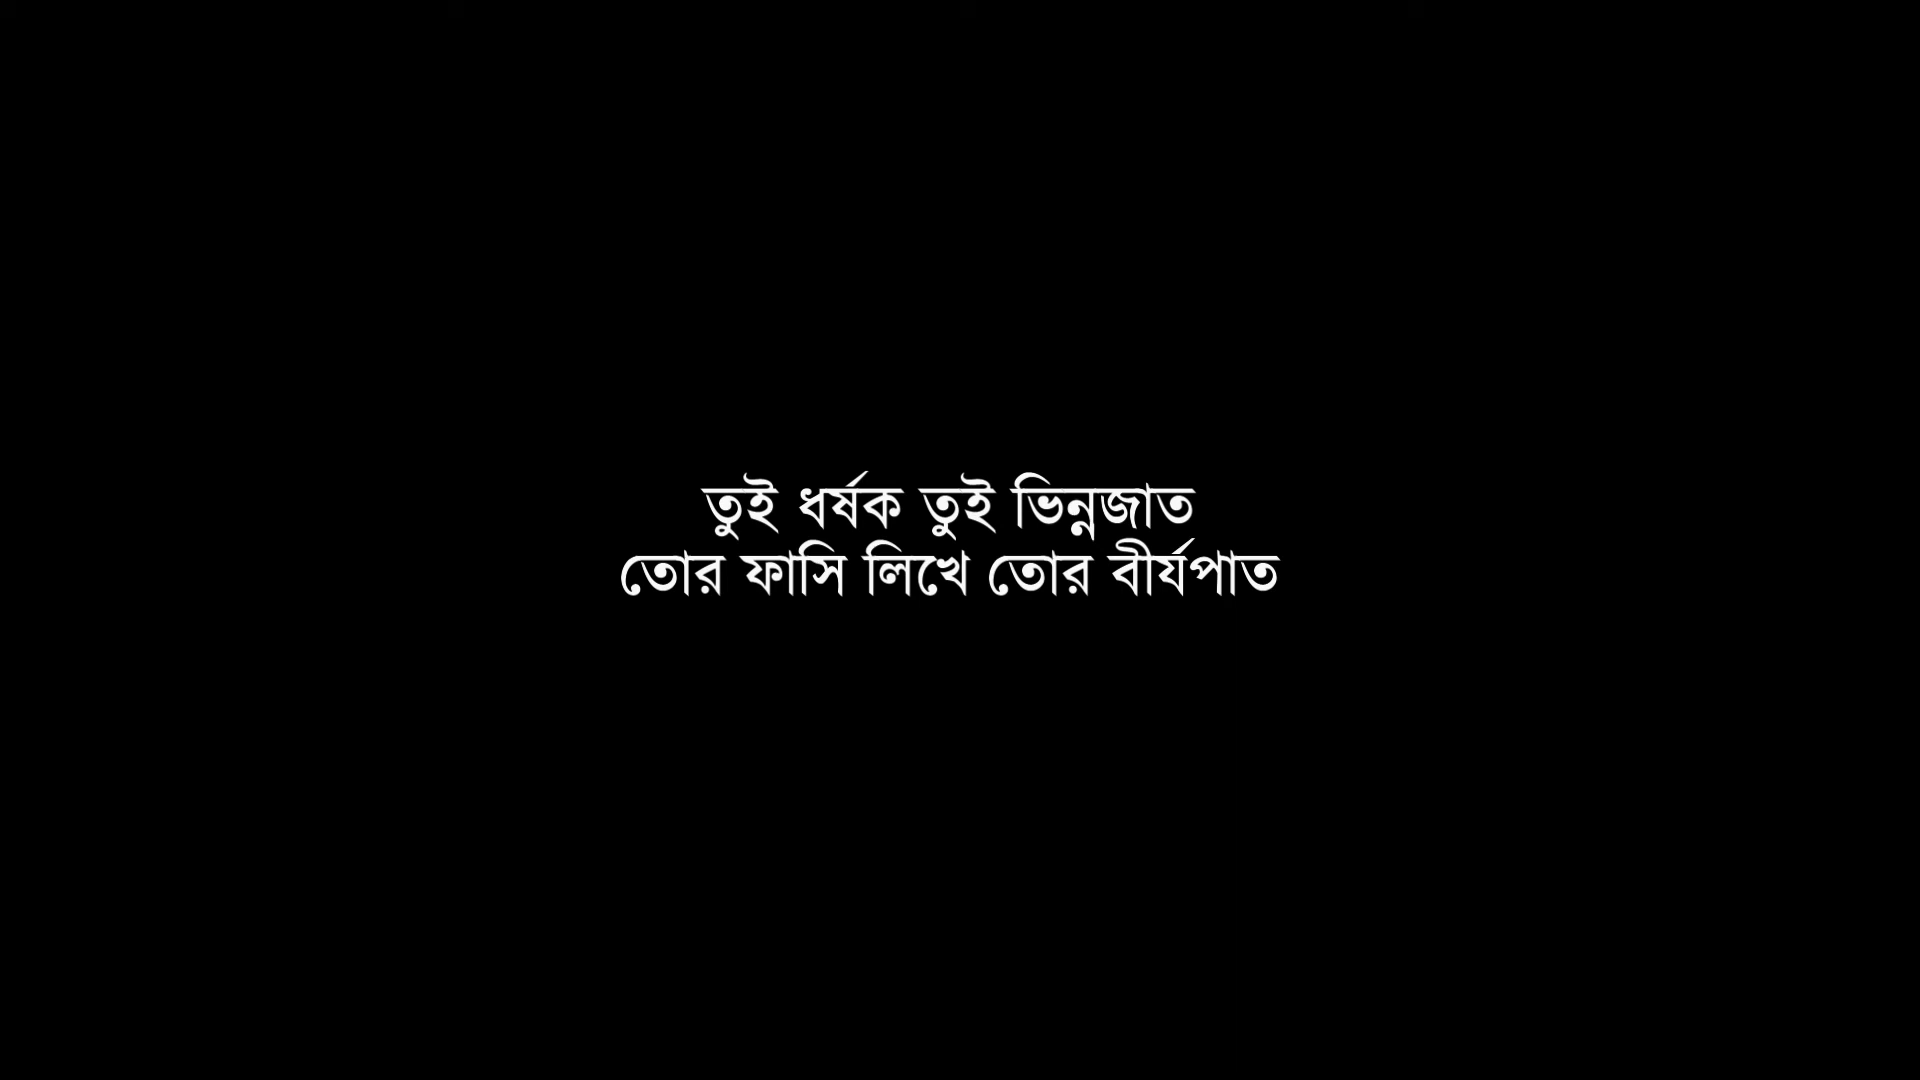 তুই ধর্ষক তুই ভিন্নজাত
তোর ফাসি লিখে তোর বীর্যপাত